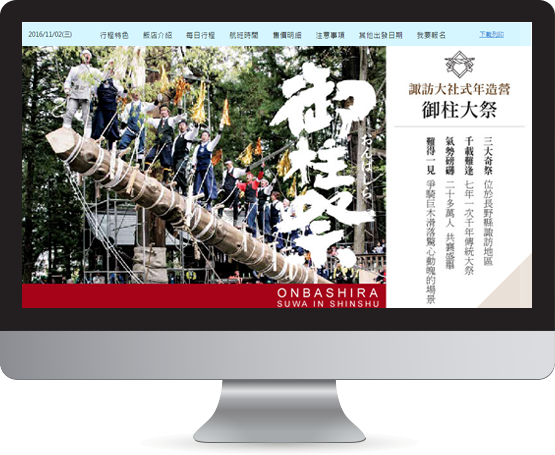 2016/11/02(三) 行程特色 飯店介紹 每日行程 航班時間 售價明細 注意事項 其他出發日期 我要報名 下載列印
御柱祭
おんばしら
ONBASHIRA
SUWA IN SHINSHU
諏訪大社式年造營
御柱大祭
三大奇祭 位於長野縣諏訪地區
千載難逢 七年一次千年傳統大祭
氣勢磅礴 二十多萬人 共襄盛舉
難得一見 爭騎巨木滑落驚心動魄的場景